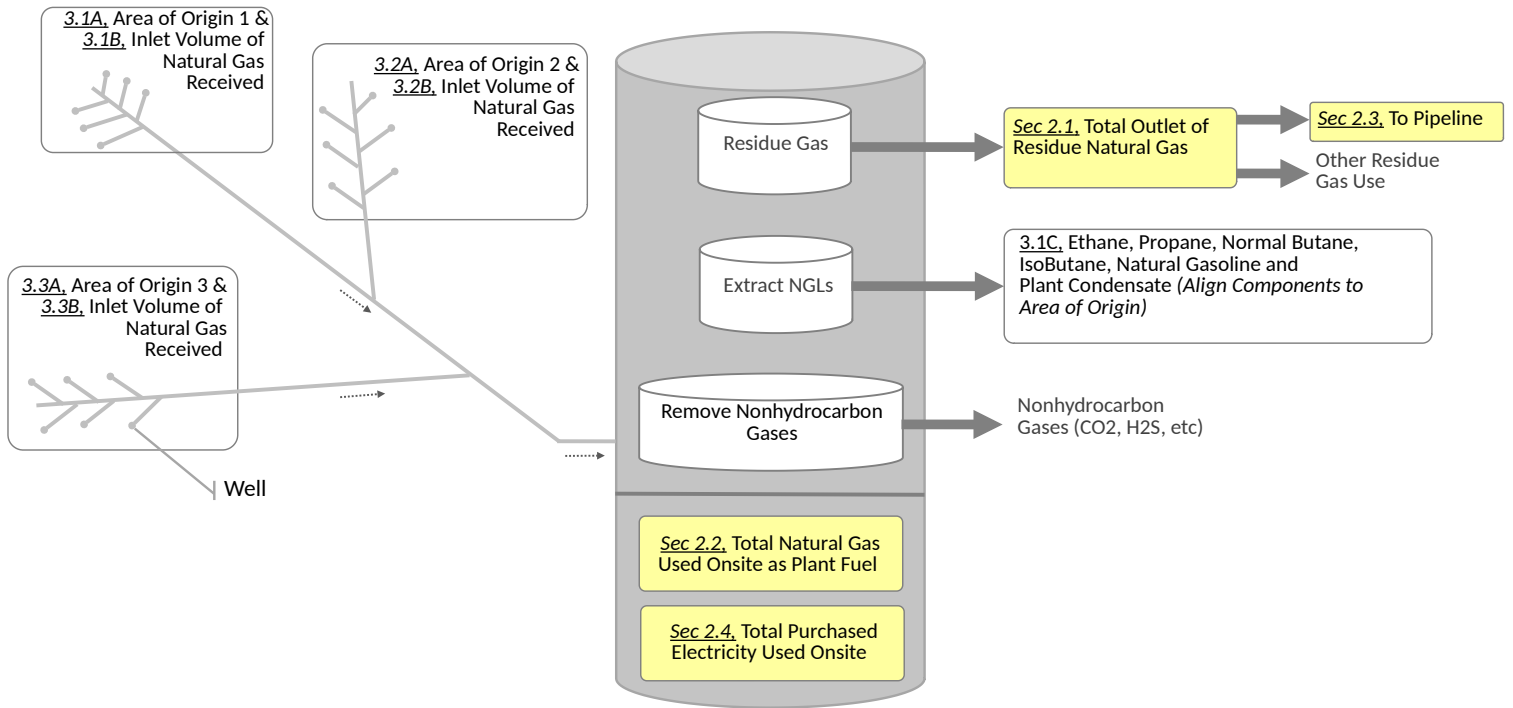 3.1A, Area of Origin 1 &
3.1B, Inlet Volume of
Natural Gas
Received
3.2A, Area of Origin 2 &
3.2B, Inlet Volume of
Natural Gas
Received
3.3A, Area of Origin 3 &
3.3B, Inlet Volume of
Natural Gas
Received
Well
Residue Gas
Extract NGLs
Remove Nonhydrocarbon
Gases
Sec 2.2, Total Natural Gas
Used Onsite as Plant Fuel
Sec 2.4, Total Purchased
Electricity Used Onsite
Sec 2.1, Total Outlet of
Residue Natural Gas
Sec 2.3, To Pipeline
Other Residue
Gas Use
3.1C, Ethane, Propane, Normal Butane,
IsoButane, Natural Gasoline and
Plant Condensate (Align Components to
Area of Origin)
Nonhydrocarbon
Gases (CO2, H2S, etc)